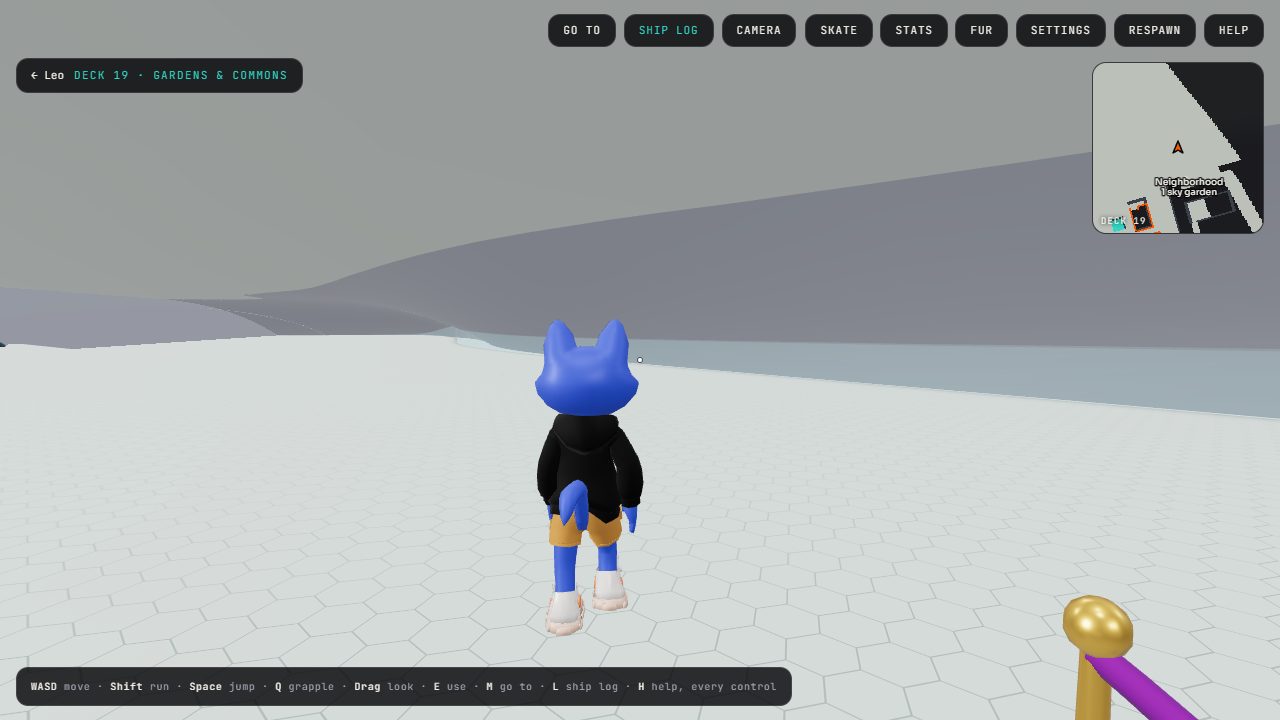 GO TO
SHIP LOG
CAMERA
SKATE
STATS
FUR
SETTINGS
RESPAWN
HELP
← Leo DECK 19 · GARDENS & COMMONS
Neighborhood
1 sky garden
DECK 19
WASD move · Shift run · Space jump · Q grapple · Drag look · E use · M go to · L ship log · H help, every control